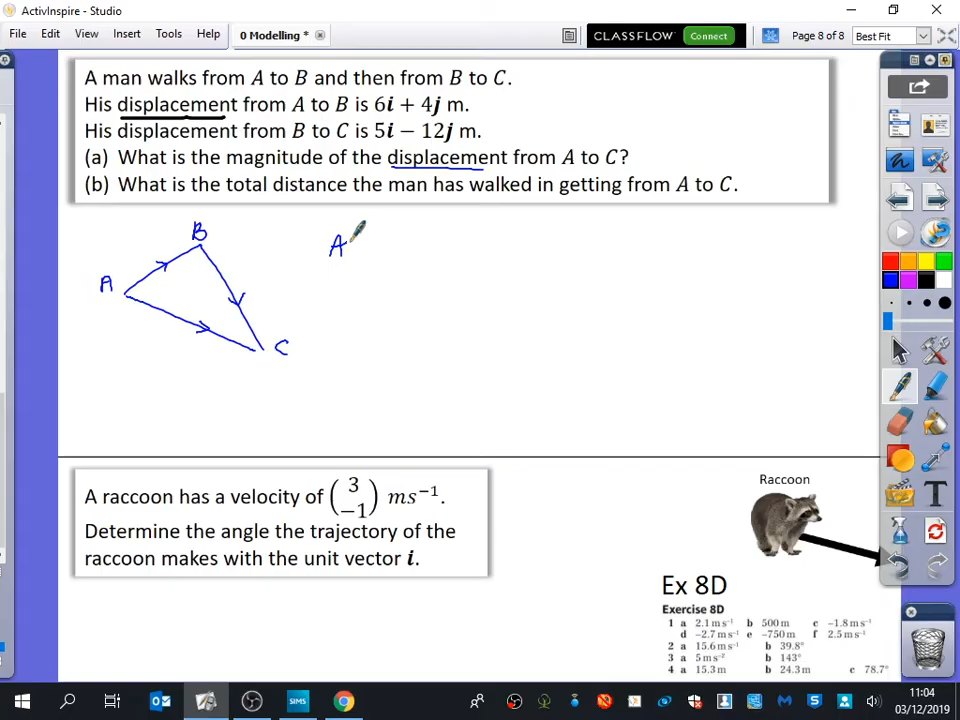 ActivInspire - Studio
File Edit View Insert Tools Help 0 Modelling * CLASSFLOW Connect Page 8 of 8 Best Fit
A man walks from A to B and then from B to C.
His displacement from A to B is 6i + 4j m.
His displacement from B to C is 5i − 12j m.
(a) What is the magnitude of the displacement from A to C?
(b) What is the total distance the man has walked in getting from A to C.
B
A
A
C
A raccoon has a velocity of (3 −1) ms⁻¹.
Determine the angle the trajectory of the
raccoon makes with the unit vector i.
Raccoon
Ex 8D
Exercise 8D
1 a 2.1 m s⁻¹ b 500 m c −1.8 m s⁻¹
d −2.7 m s⁻¹ e −750 m f 2.5 m s⁻¹
2 a 15.6 m s⁻¹ b 39.8°
3 a 5 m s⁻² b 143°
4 a 15.3 m b 24.3 m c 78.7°
SIMS
11:04
03/12/2019